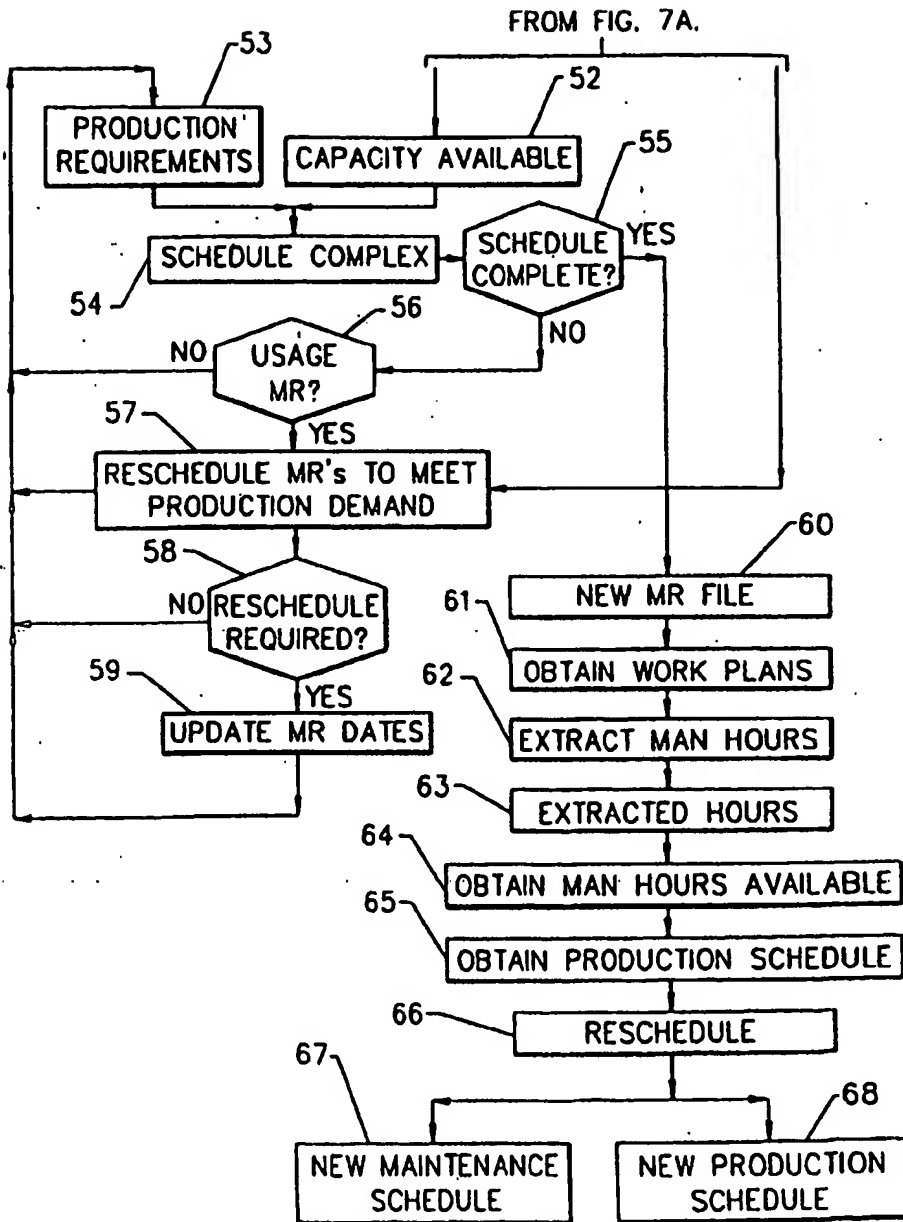 FROM FIG. 7A.
53
52
PRODUCTION
REQUIREMENTS
CAPACITY AVAILABLE
55
SCHEDULE COMPLEX
SCHEDULE
COMPLETE?
YES
54
56
NO
NO
USAGE
MR?
57
YES
RESCHEDULE MR's TO MEET
PRODUCTION DEMAND
58
60
NO
RESCHEDULE
REQUIRED?
NEW MR FILE
61
59
YES
OBTAIN WORK PLANS
62
UPDATE MR DATES
EXTRACT MAN HOURS
63
EXTRACTED HOURS
64
OBTAIN MAN HOURS AVAILABLE
65
OBTAIN PRODUCTION SCHEDULE
66
RESCHEDULE
67
68
NEW MAINTENANCE
SCHEDULE
NEW PRODUCTION
SCHEDULE